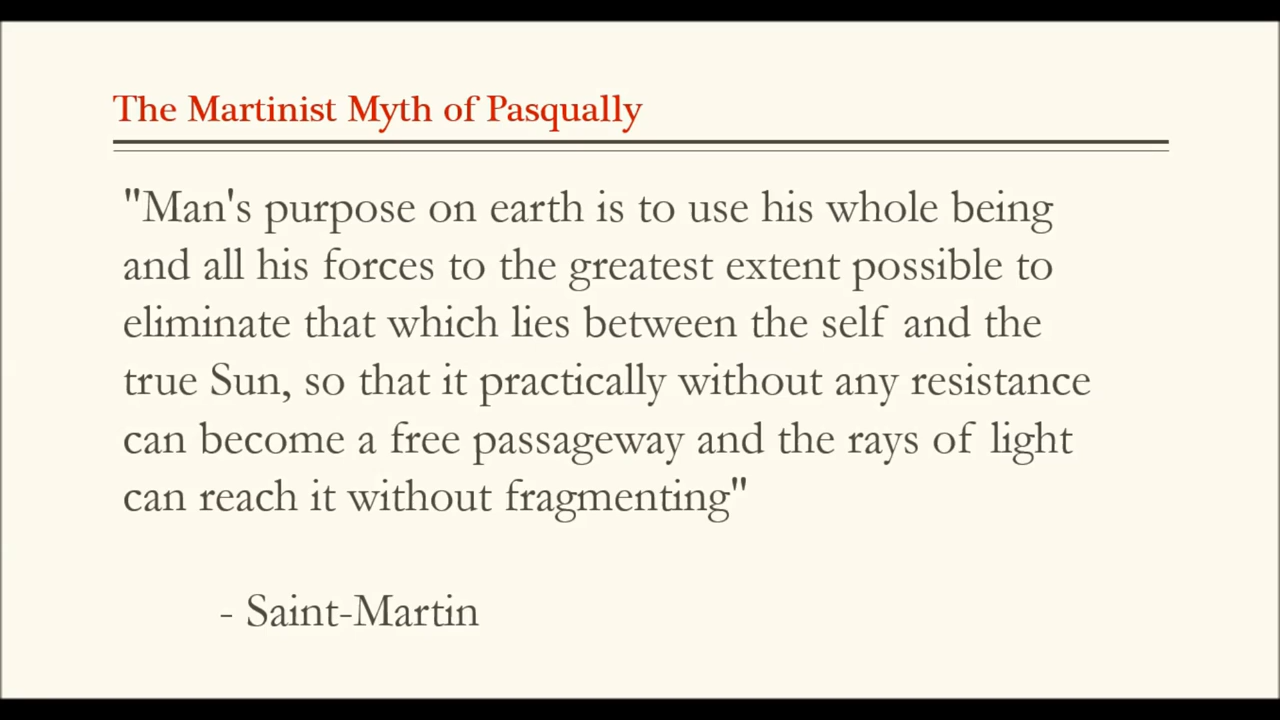 The Martinist Myth of Pasqually
"Man's purpose on earth is to use his whole being
and all his forces to the greatest extent possible to
eliminate that which lies between the self and the
true Sun, so that it practically without any resistance
can become a free passageway and the rays of light
can reach it without fragmenting"
- Saint-Martin